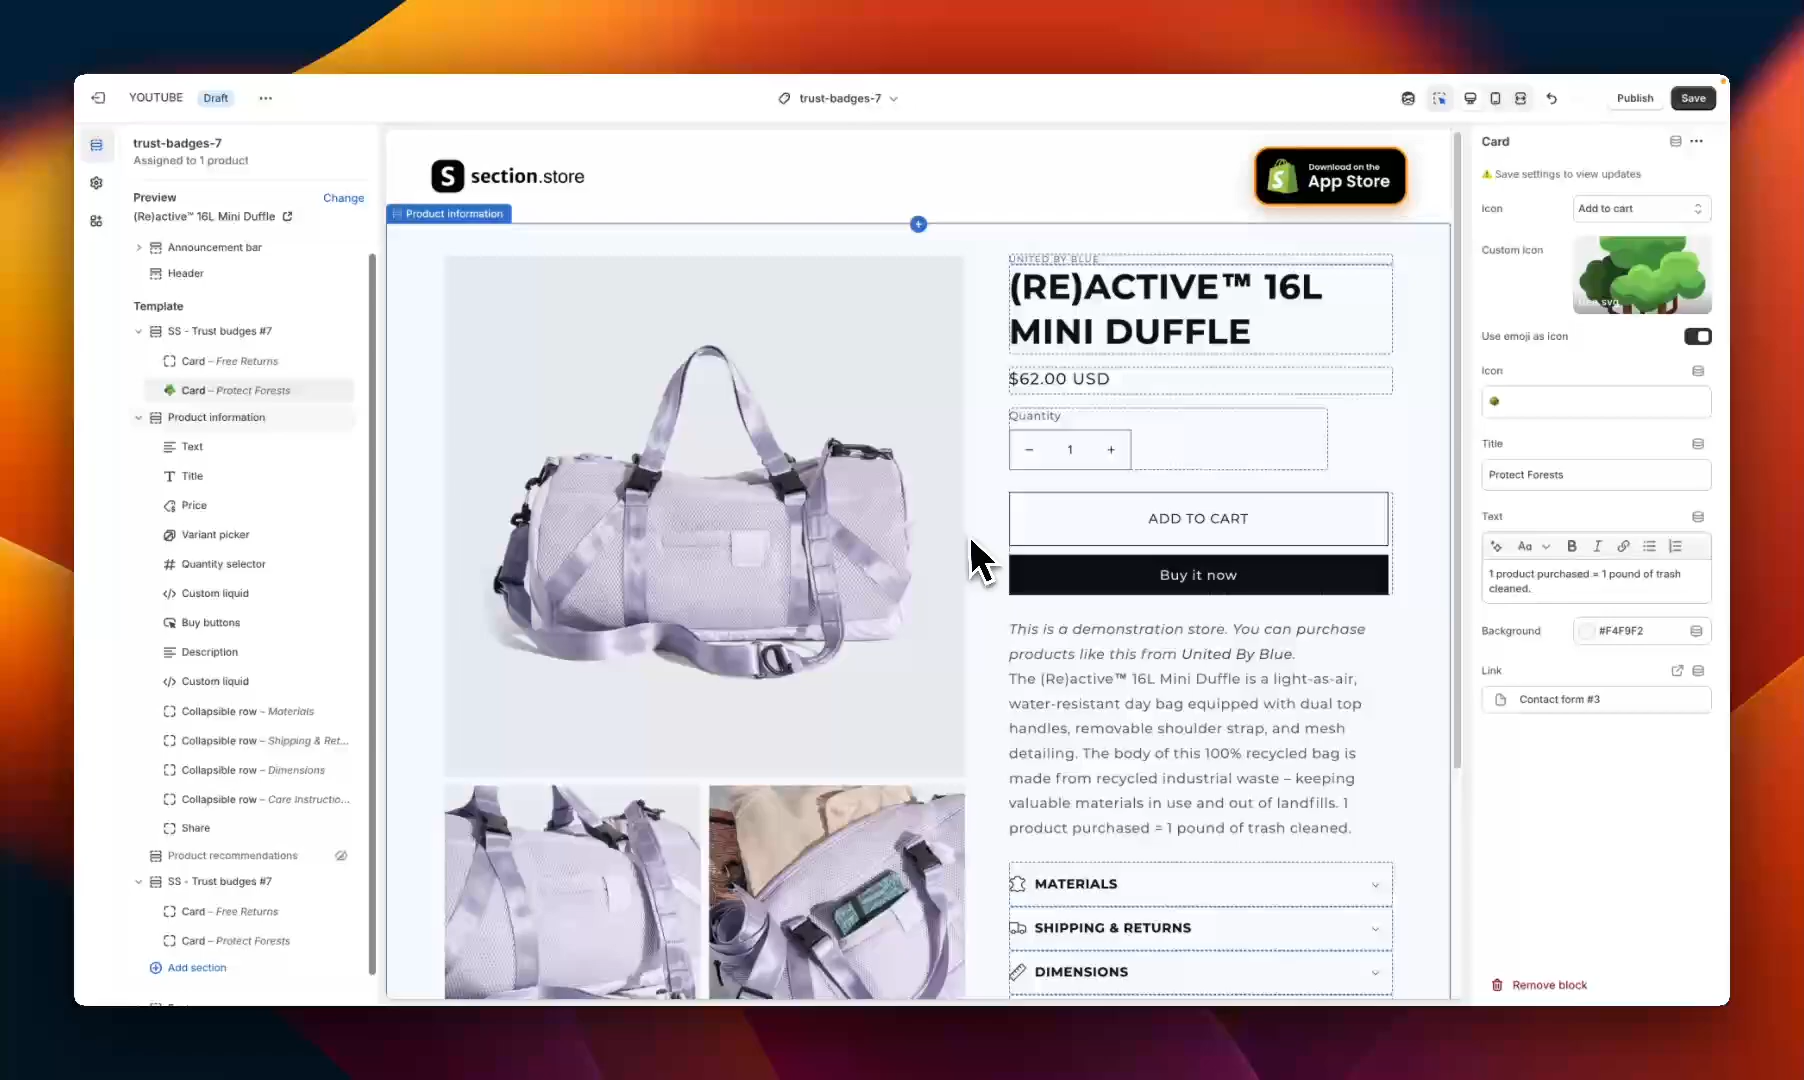 YOUTUBE
Draft
trust-badges-7
Publish
Save
trust-badges-7
Assigned to 1 product
Preview
Change
(Re)active™ 16L Mini Duffle
Announcement bar
Header
Template
SS - Trust budges #7
Card – Free Returns
Card – Protect Forests
Product information
Text
Title
Price
Variant picker
Quantity selector
Custom liquid
Buy buttons
Description
Custom liquid
Collapsible row – Materials
Collapsible row – Shipping & Ret...
Collapsible row – Dimensions
Collapsible row – Care Instructio...
Share
Product recommendations
SS - Trust budges #7
Card – Free Returns
Card – Protect Forests
Add section
S section.store
Download on the
App Store
Product information
UNITED BY BLUE
(RE)ACTIVE™ 16L
MINI DUFFLE
$62.00 USD
Quantity
− 1 +
ADD TO CART
Buy it now
This is a demonstration store. You can purchase
products like this from United By Blue.
The (Re)active™ 16L Mini Duffle is a light-as-air,
water-resistant day bag equipped with dual top
handles, removable shoulder strap, and mesh
detailing. The body of this 100% recycled bag is
made from recycled industrial waste – keeping
valuable materials in use and out of landfills. 1
product purchased = 1 pound of trash cleaned.
MATERIALS
SHIPPING & RETURNS
DIMENSIONS
Card
Save settings to view updates
Icon
Add to cart
Custom icon
Use emoji as icon
Icon
Title
Protect Forests
Text
Aa B I
1 product purchased = 1 pound of trash
cleaned.
Background
#F4F9F2
Link
Contact form #3
Remove block